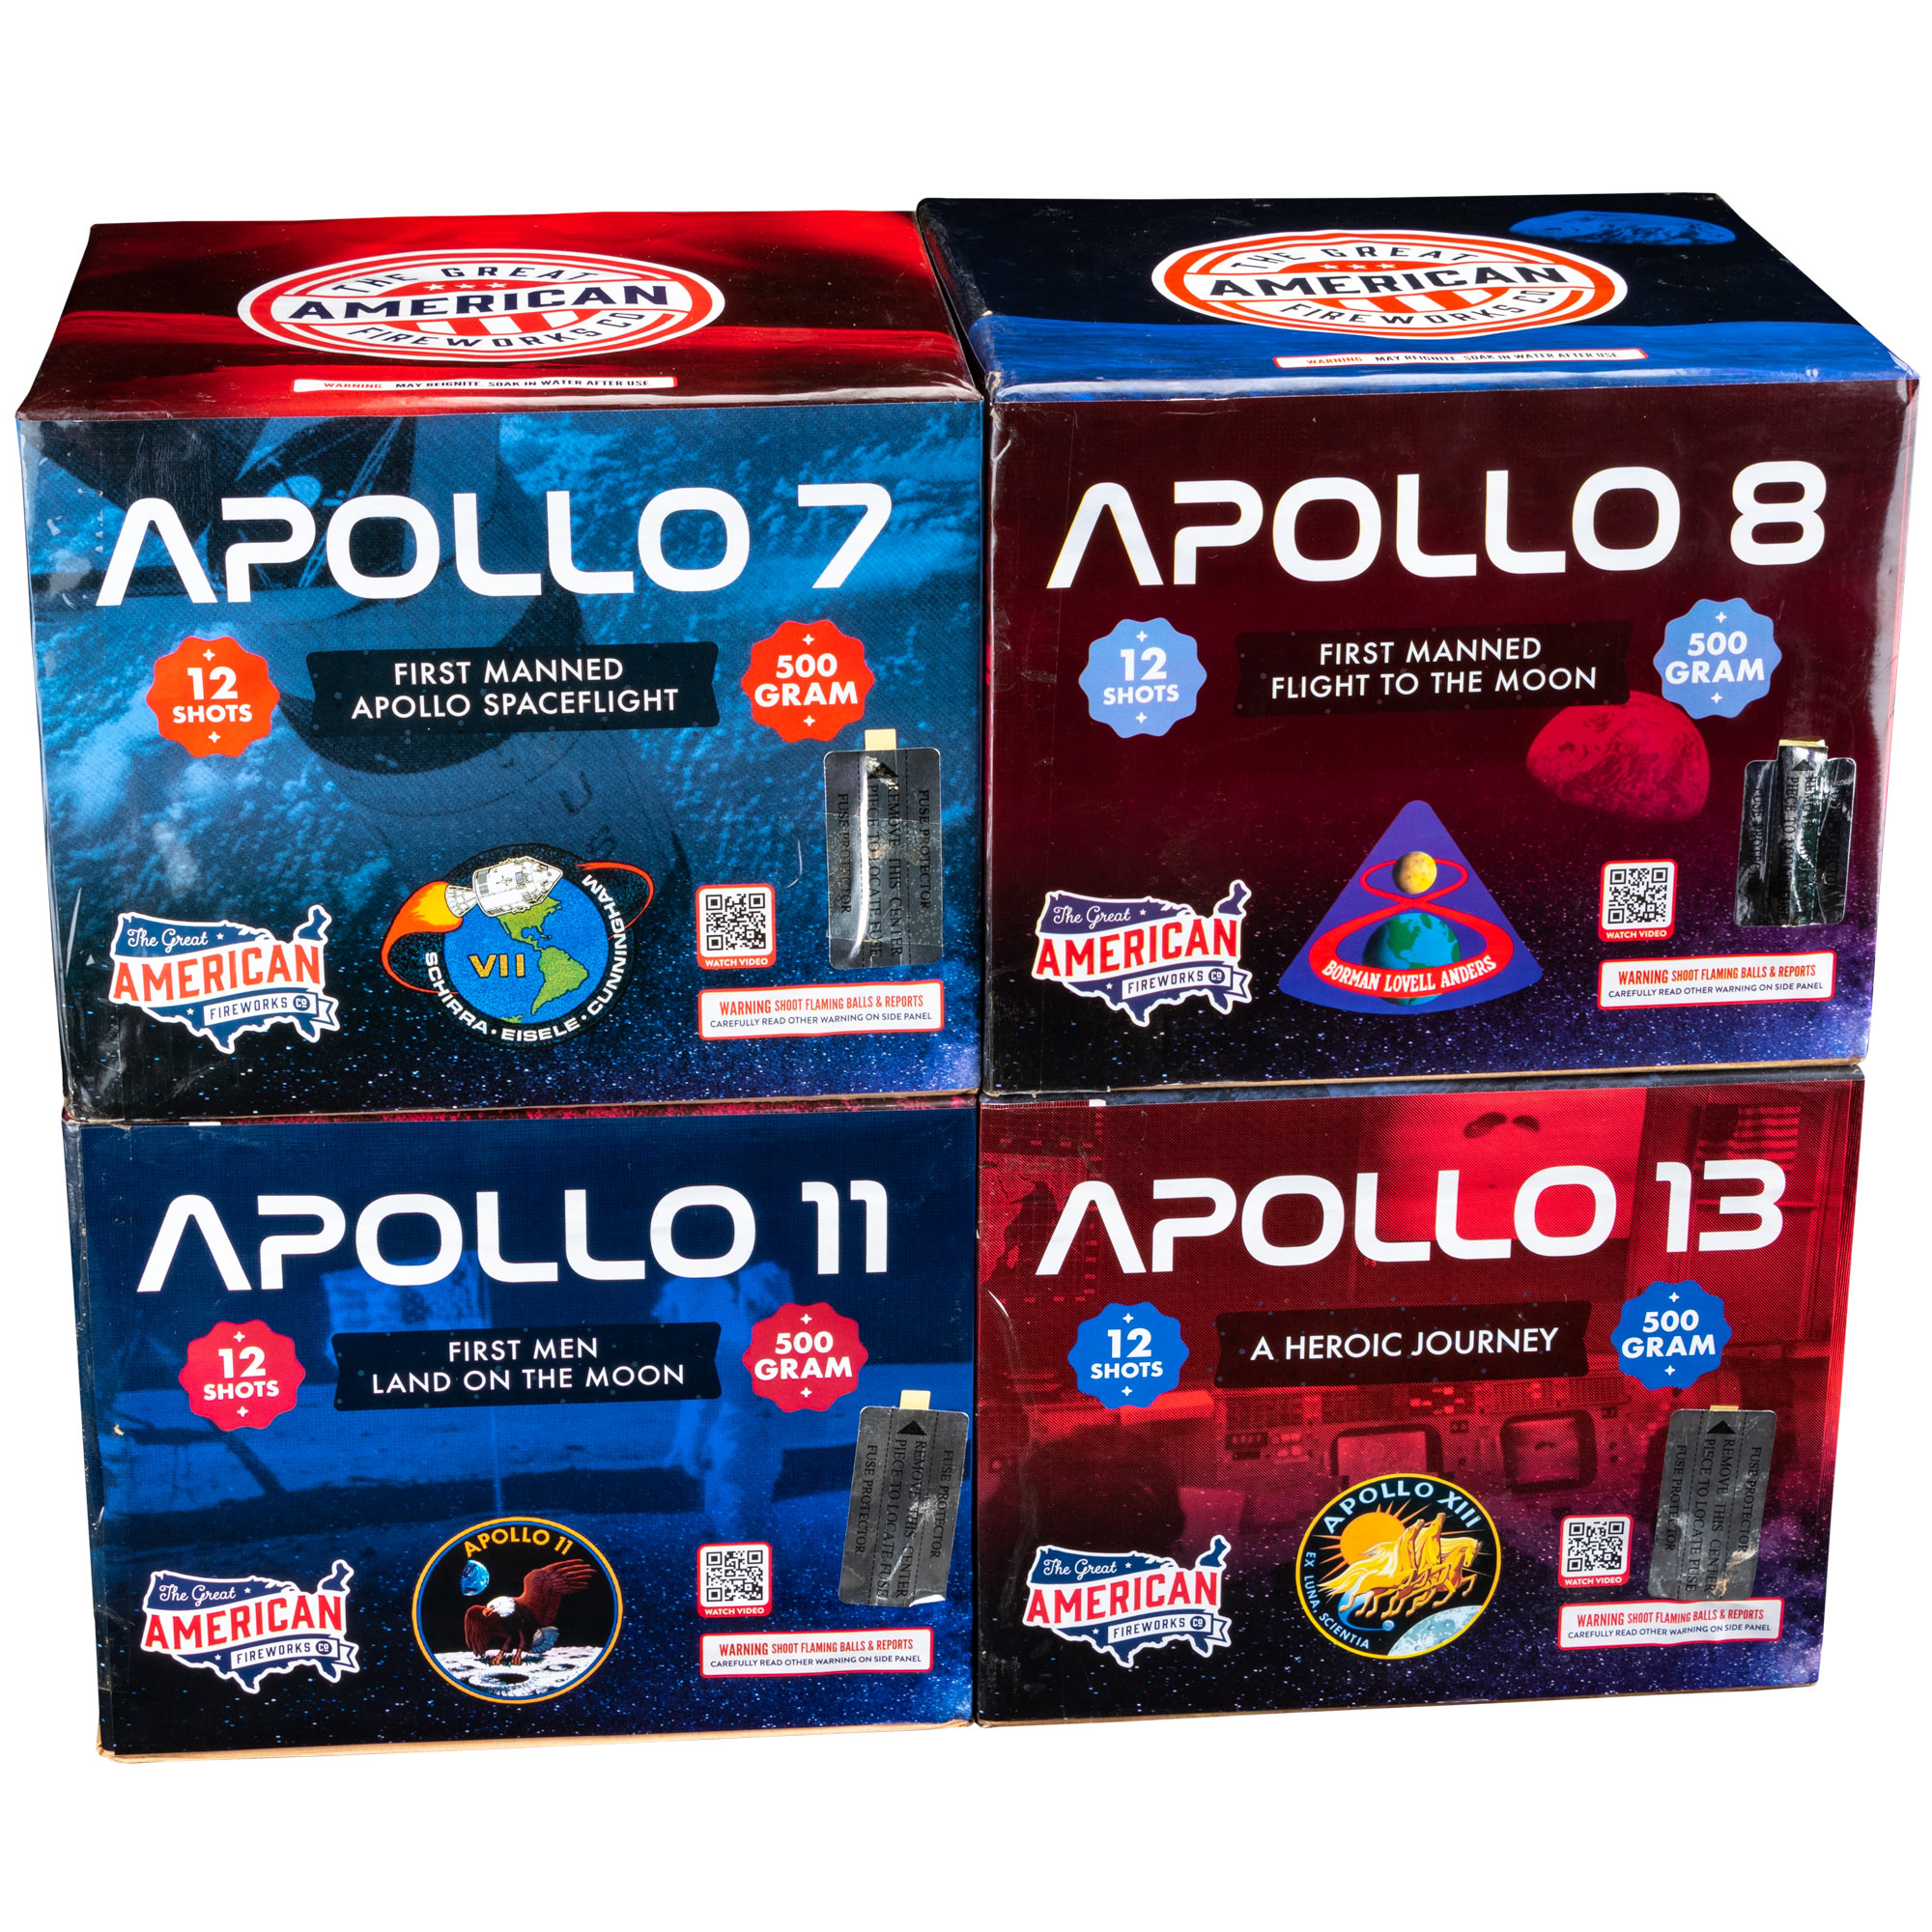 THE GREAT
AMERICAN
FIREWORKS CO
WARNING MAY REIGNITE. SOAK IN WATER AFTER USE.
APOLLO 7
12
SHOTS
FIRST MANNED
APOLLO SPACEFLIGHT
500
GRAM
FUSE PROTECTOR
REMOVE THIS CENTER
PIECE TO LOCATE FUSE
FUSE PROTECTOR
The Great
AMERICAN
FIREWORKS CO
VII
SCHIRRA · EISELE · CUNNINGHAM
WATCH VIDEO
WARNING SHOOT FLAMING BALLS & REPORTS
CAREFULLY READ OTHER WARNING ON SIDE PANEL
THE GREAT
AMERICAN
FIREWORKS CO
WARNING MAY REIGNITE. SOAK IN WATER AFTER USE.
APOLLO 8
12
SHOTS
FIRST MANNED
FLIGHT TO THE MOON
500
GRAM
The Great
AMERICAN
FIREWORKS CO
BORMAN LOVELL ANDERS
WATCH VIDEO
WARNING SHOOT FLAMING BALLS & REPORTS
CAREFULLY READ OTHER WARNING ON SIDE PANEL
APOLLO 11
12
SHOTS
FIRST MEN
LAND ON THE MOON
500
GRAM
FUSE PROTECTOR
REMOVE THIS CENTER
PIECE TO LOCATE FUSE
FUSE PROTECTOR
The Great
AMERICAN
FIREWORKS CO
APOLLO 11
WATCH VIDEO
WARNING SHOOT FLAMING BALLS & REPORTS
CAREFULLY READ OTHER WARNING ON SIDE PANEL
APOLLO 13
12
SHOTS
A HEROIC JOURNEY
500
GRAM
FUSE PROTECTOR
REMOVE THIS CENTER
PIECE TO LOCATE FUSE
FUSE PROTECTOR
The Great
AMERICAN
FIREWORKS CO
APOLLO XIII
EX LUNA, SCIENTIA
WATCH VIDEO
WARNING SHOOT FLAMING BALLS & REPORTS
CAREFULLY READ OTHER WARNING ON SIDE PANEL